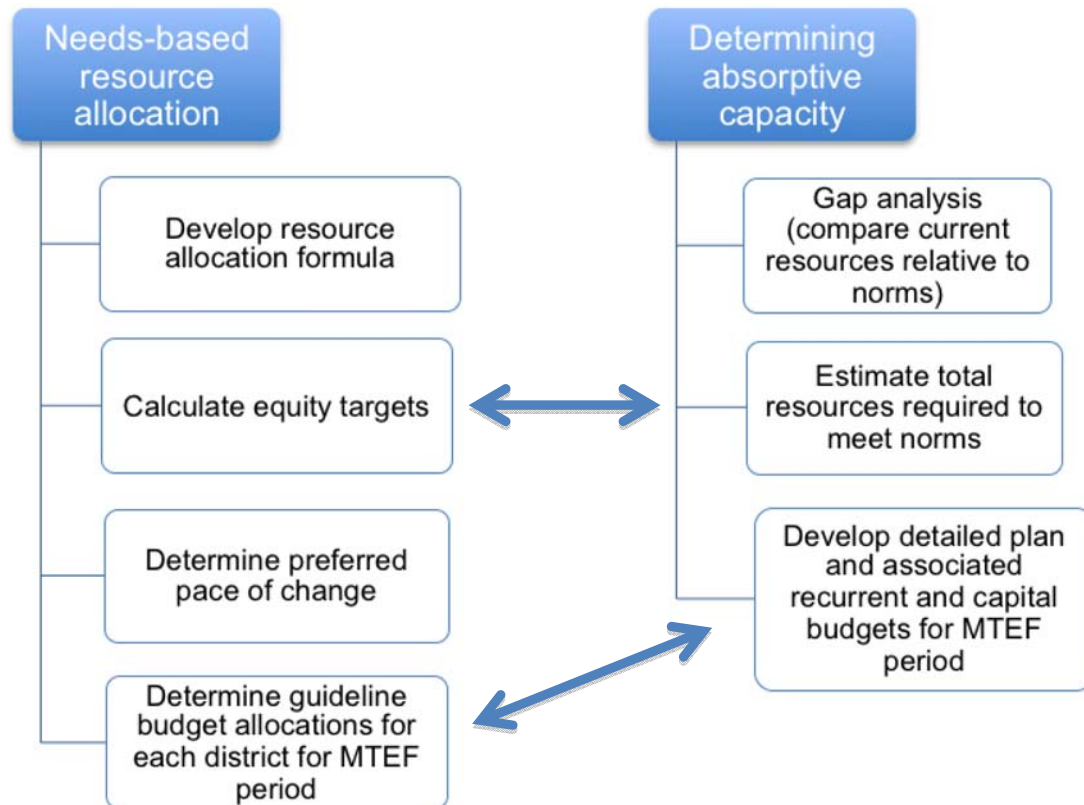 Needs-based
resource
allocation
Develop resource
allocation formula
Calculate equity targets
Determine preferred
pace of change
Determine guideline
budget allocations for
each district for MTEF
period
Determining
absorptive
capacity
Gap analysis
(compare current
resources relative to
norms)
Estimate total
resources required to
meet norms
Develop detailed plan
and associated
recurrent and capital
budgets for MTEF
period